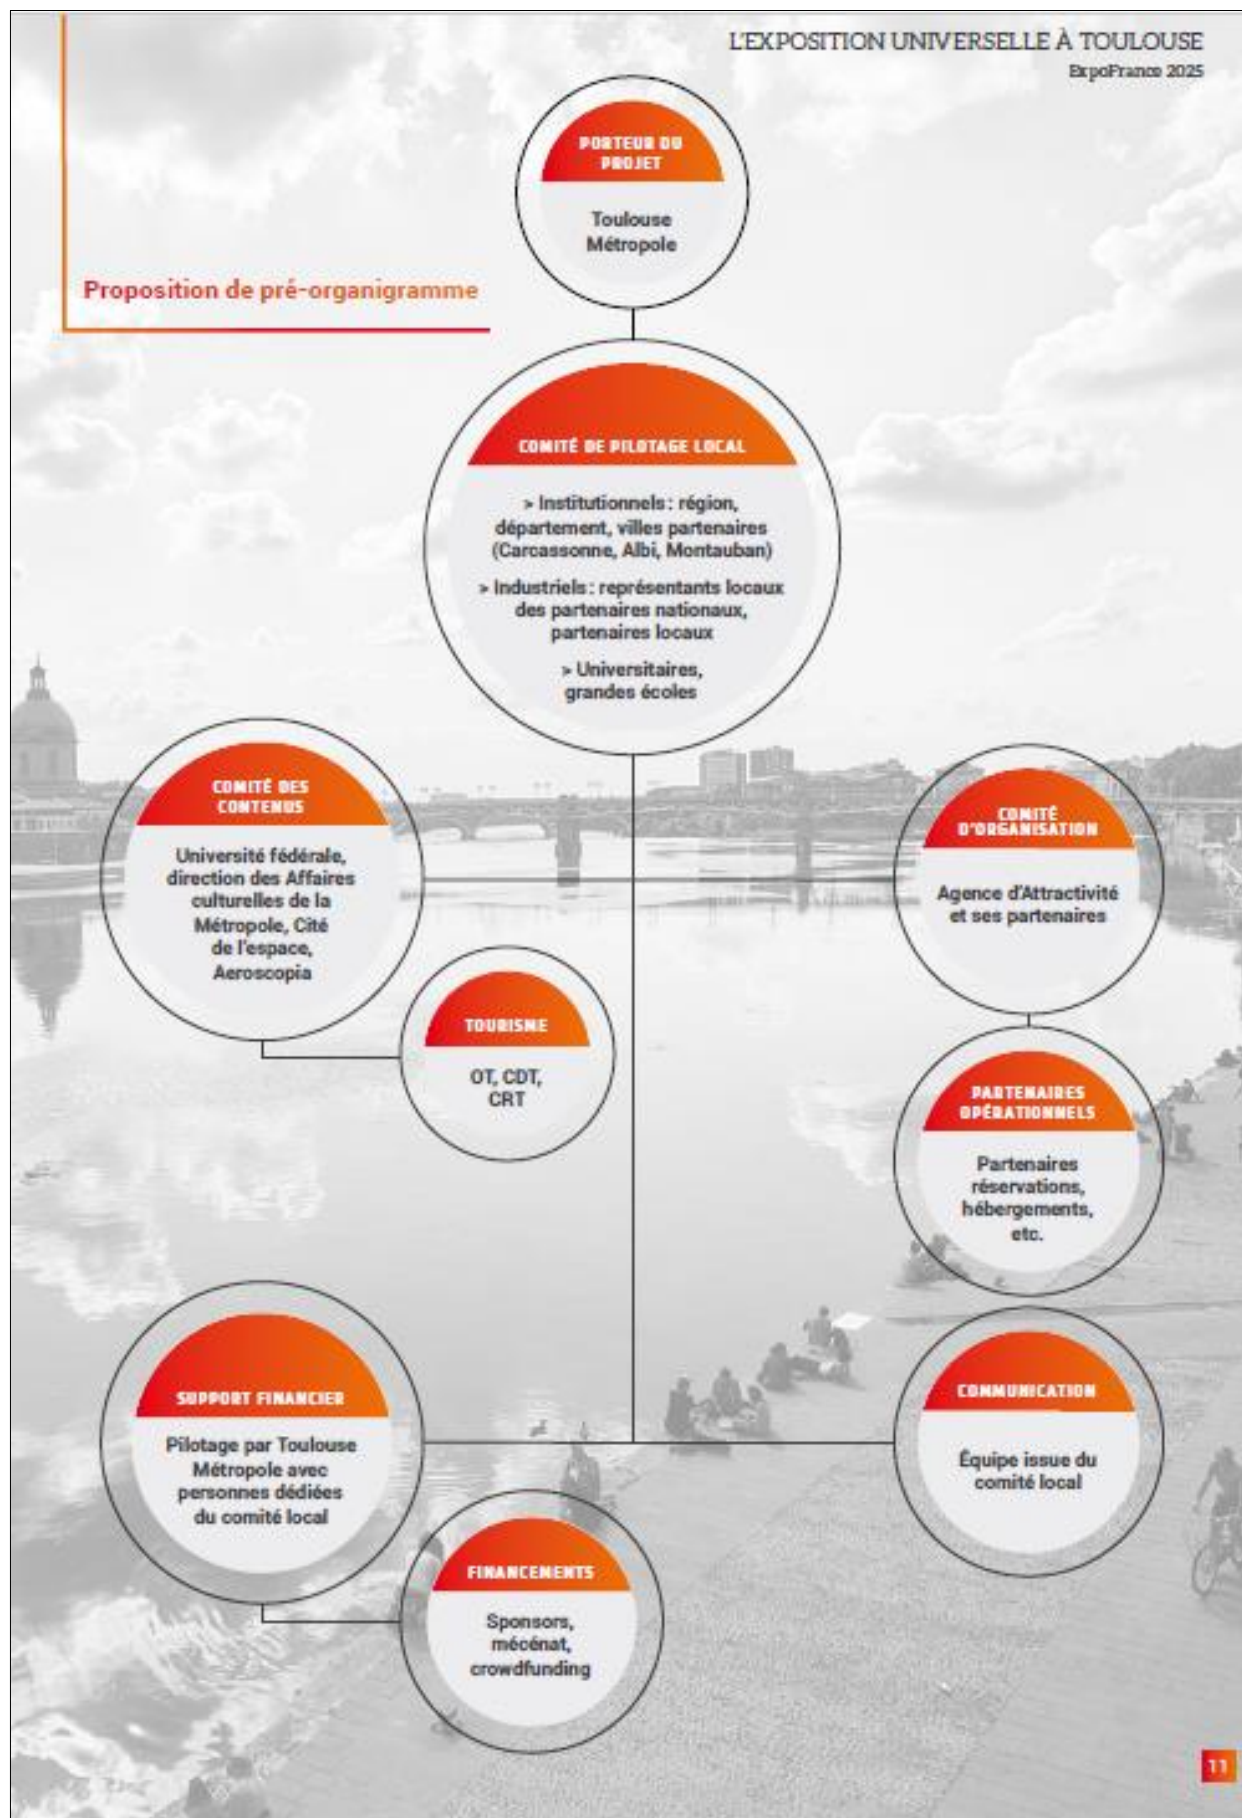 L'EXPOSITION UNIVERSELLE À TOULOUSE
ExpoFrance 2025
PORTEUR DU
PROJET
Toulouse
Métropole
Proposition de pré-organigramme
COMITÉ DE PILOTAGE LOCAL
> Institutionnels : région,
département, villes partenaires
(Carcassonne, Albi, Montauban)
> Industriels : représentants locaux
des partenaires nationaux,
partenaires locaux
> Universitaires,
grandes écoles
COMITÉ DES
CONTENUS
Université fédérale,
direction des Affaires
culturelles de la
Métropole, Cité
de l'espace,
Aeroscopia
COMITÉ
D'ORGANISATION
Agence d'Attractivité
et ses partenaires
TOURISME
OT, CDT,
CRT
PARTENAIRES
OPÉRATIONNELS
Partenaires
réservations,
hébergements,
etc.
SUPPORT FINANCIER
Pilotage par Toulouse
Métropole avec
personnes dédiées
du comité local
COMMUNICATION
Équipe issue du
comité local
FINANCEMENTS
Sponsors,
mécénat,
crowdfunding
11